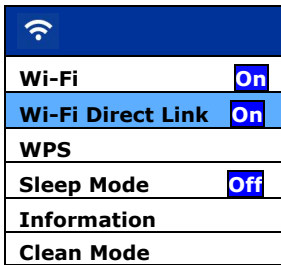 Wi-Fi On
Wi-Fi Direct Link On
WPS
Sleep Mode Off
Information
Clean Mode